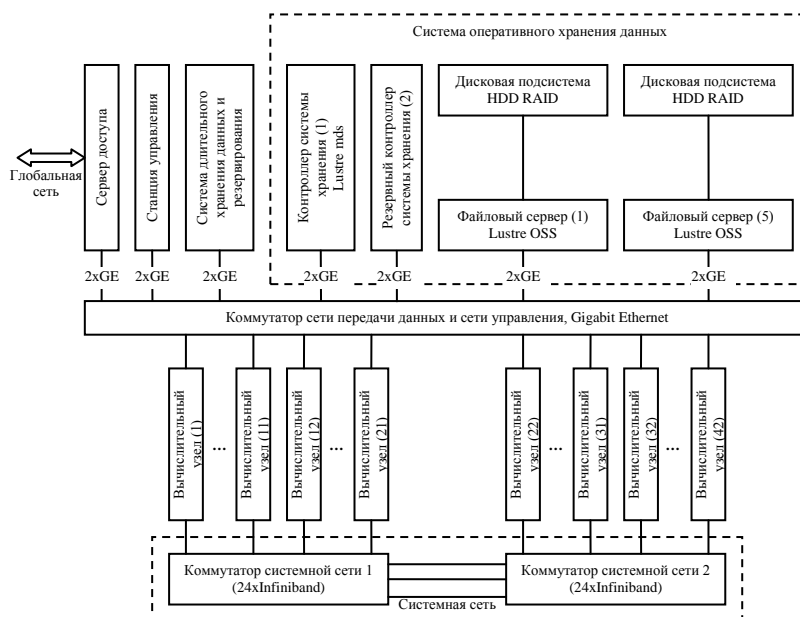 Система оперативного хранения данных
Глобальная
сеть
Сервер доступа
Станция управления
Система длительного
хранения данных и
резервирования
Контроллер системы
хранения (1)
Lustre mds
Резервный контроллер
системы хранения (2)
Дисковая подсистема
HDD RAID
Файловый сервер (1)
Lustre OSS
Дисковая подсистема
HDD RAID
Файловый сервер (5)
Lustre OSS
2xGE
2xGE
2xGE
2xGE
2xGE
2xGE
2xGE
Коммутатор сети передачи данных и сети управления, Gigabit Ethernet
Вычислительный
узел (1)
...
Вычислительный
узел (11)
Вычислительный
узел (12)
...
Вычислительный
узел (21)
Вычислительный
узел (22)
...
Вычислительный
узел (31)
Вычислительный
узел (32)
...
Вычислительный
узел (42)
Коммутатор системной сети 1
(24xInfiniband)
Коммутатор системной сети 2
(24xInfiniband)
Системная сеть